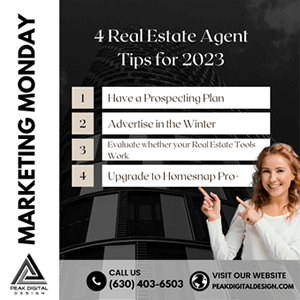 MARKETING MONDAY
4 Real Estate Agent
Tips for 2023
1 Have a Prospecting Plan
2 Advertise in the Winter
3 Evaluate whether your Real Estate Tools
Work
4 Upgrade to Homesnap Pro+
PEAK DIGITAL
DESIGN
CALL US
(630) 403-6503
VISIT OUR WEBSITE
PEAKDIGITALDESIGN.COM